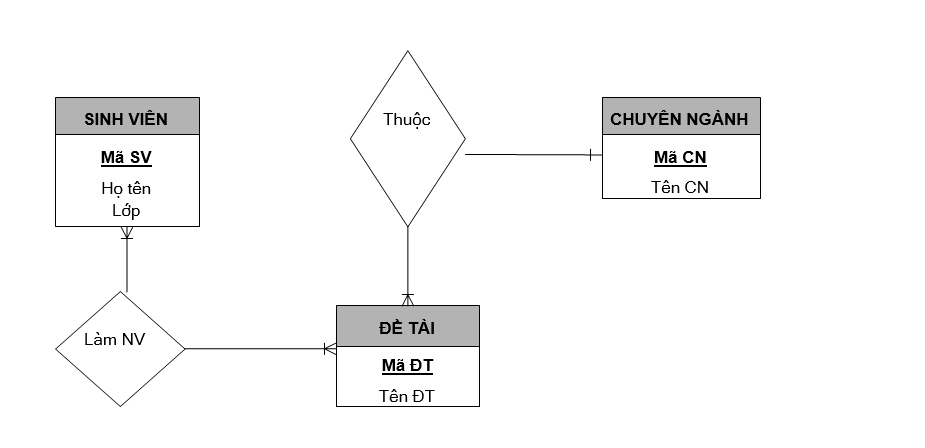 SINH VIÊN
Mã SV
Họ tên
Lớp
Thuộc
CHUYÊN NGÀNH
Mã CN
Tên CN
Làm NV
ĐỀ TÀI
Mã ĐT
Tên ĐT